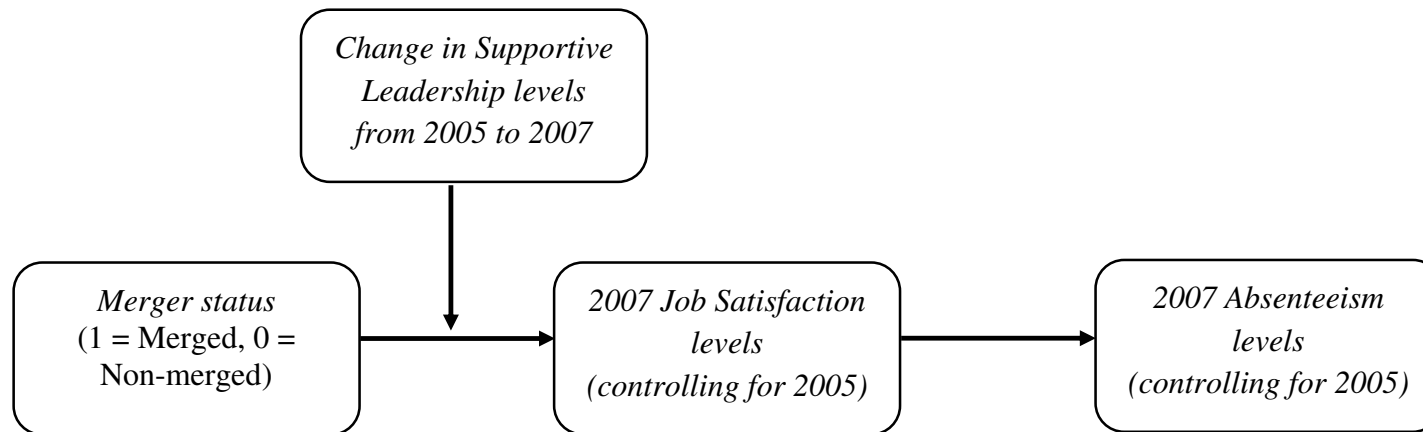 Change in Supportive
Leadership levels
from 2005 to 2007
Merger status
(1 = Merged, 0 =
Non-merged)
2007 Job Satisfaction
levels
(controlling for 2005)
2007 Absenteeism
levels
(controlling for 2005)